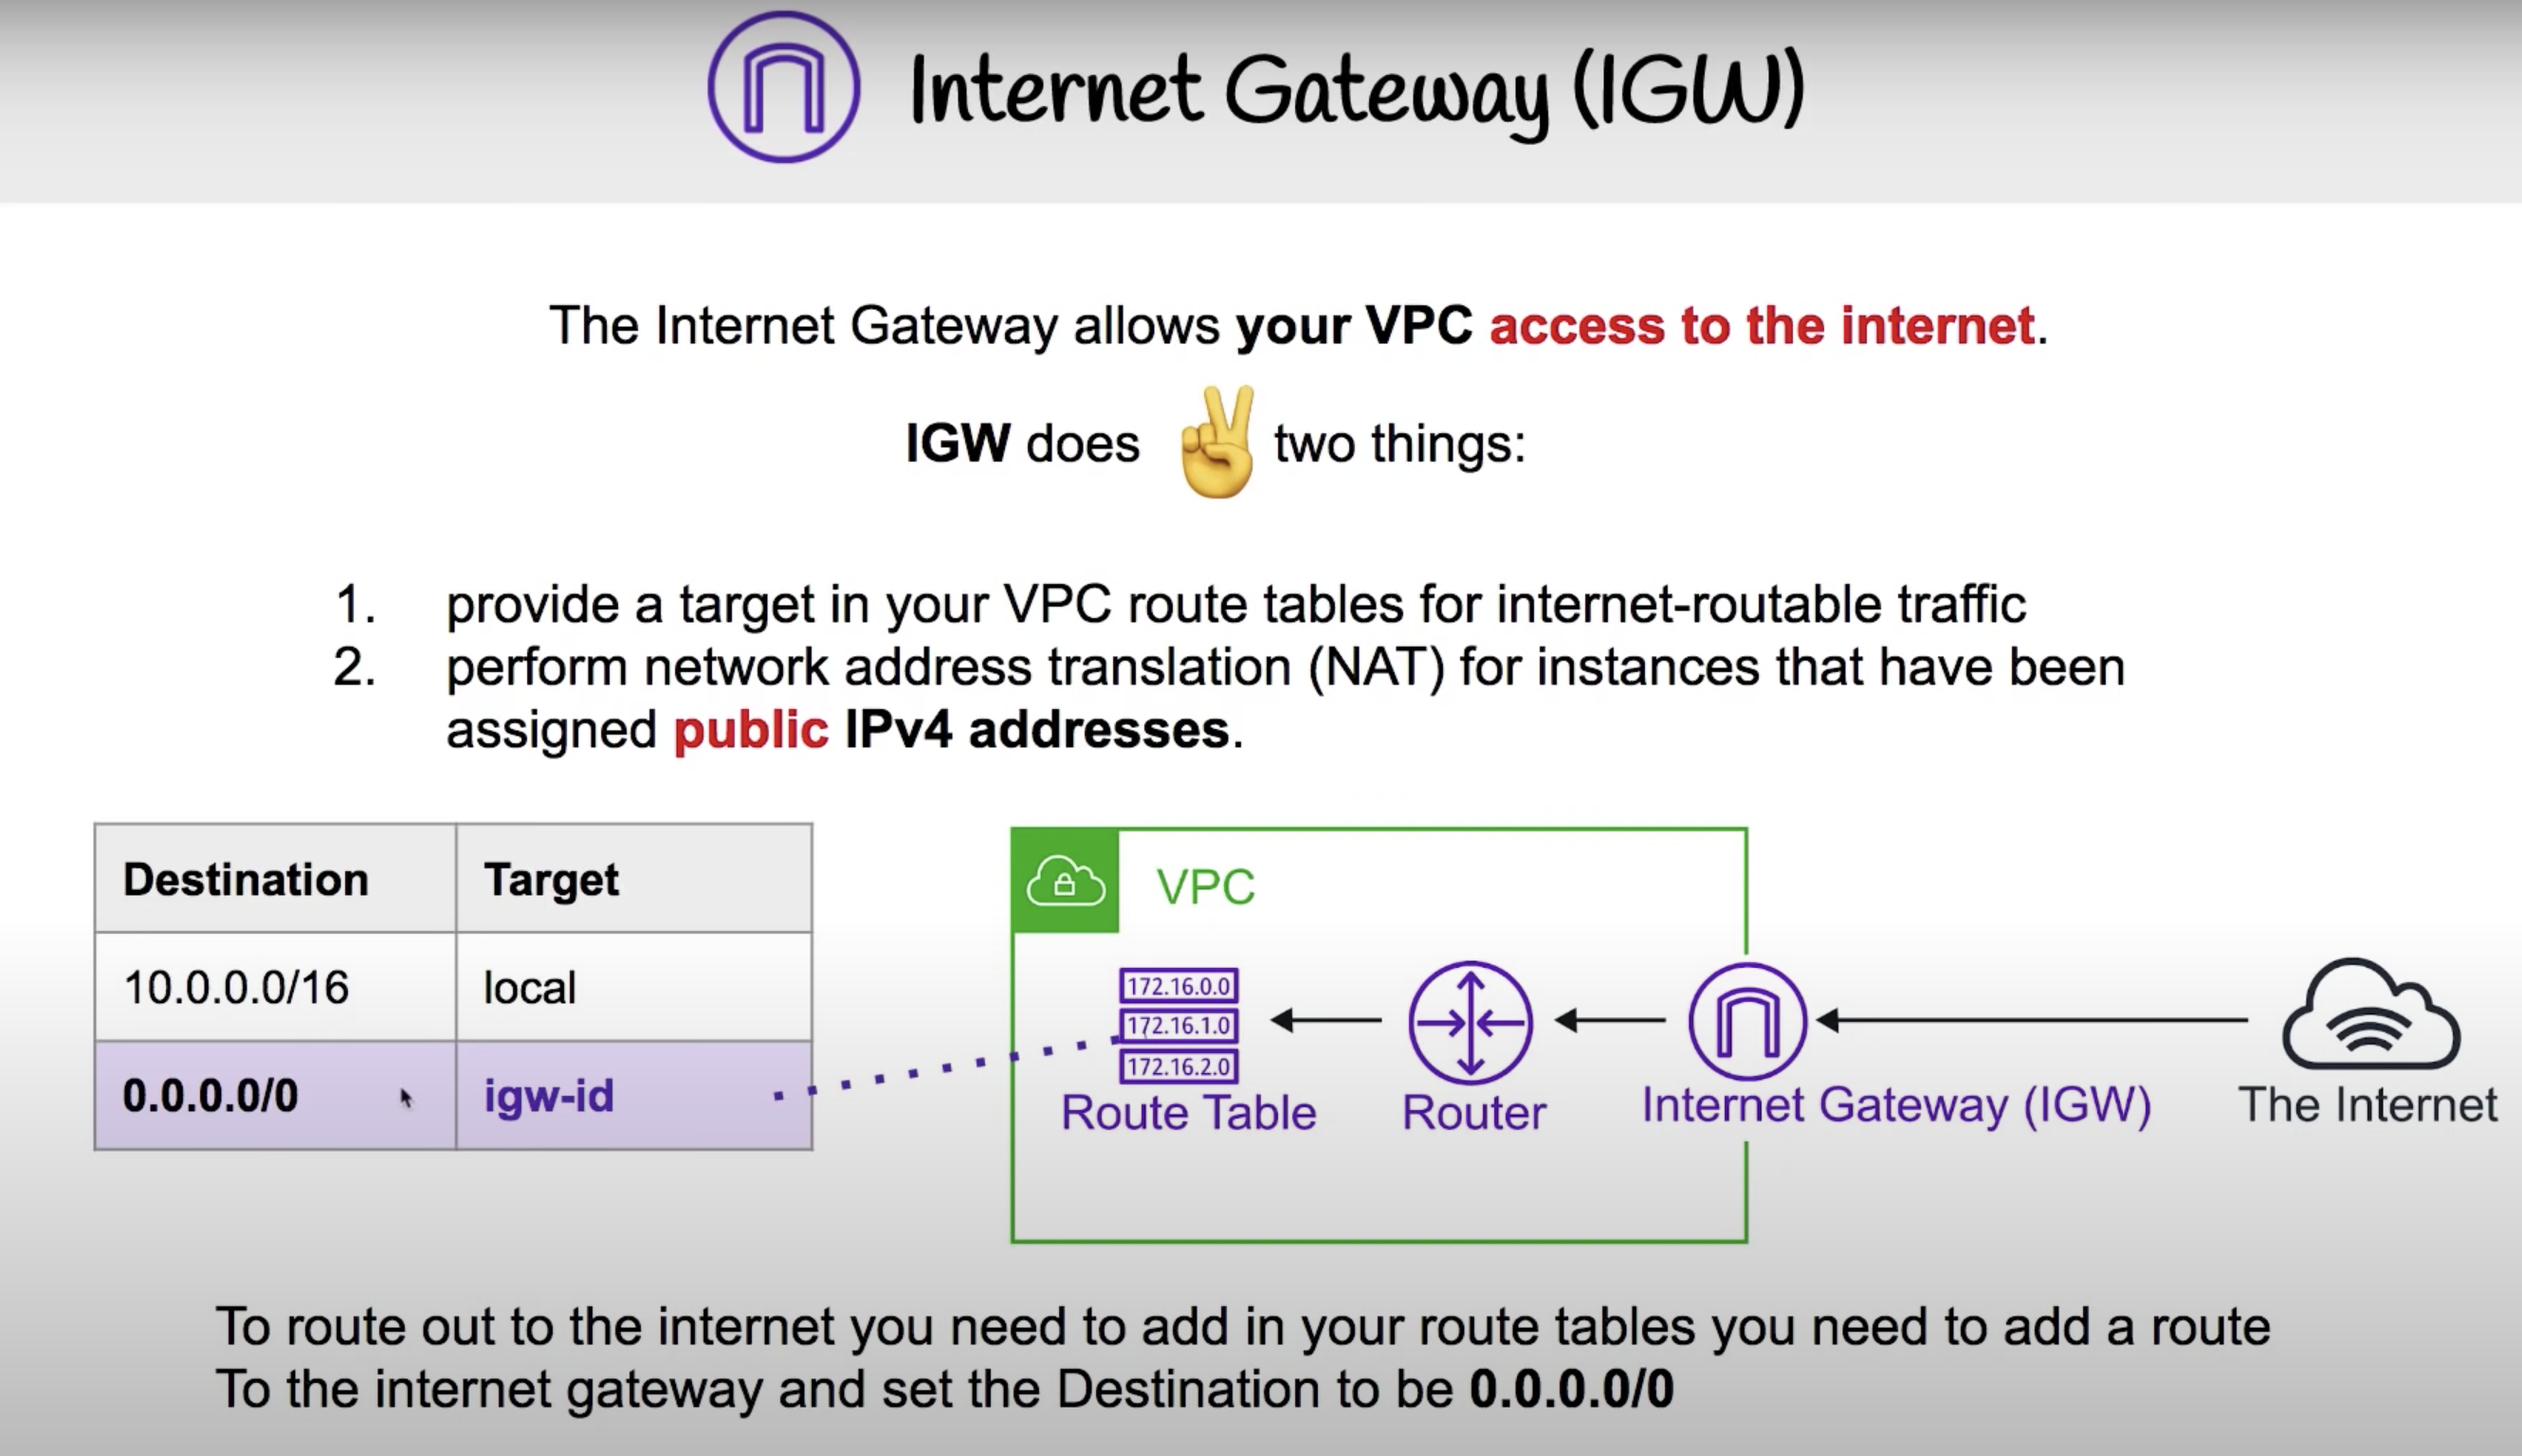 Internet Gateway (IGW)
The Internet Gateway allows your VPC access to the internet.
IGW does ✌ two things:
1. provide a target in your VPC route tables for internet-routable traffic
2. perform network address translation (NAT) for instances that have been
assigned public IPv4 addresses.
Destination Target
10.0.0.0/16 local
0.0.0.0/0 igw-id
VPC
172.16.0.0
172.16.1.0
172.16.2.0
Route Table
Router
Internet Gateway (IGW)
The Internet
To route out to the internet you need to add in your route tables you need to add a route
To the internet gateway and set the Destination to be 0.0.0.0/0